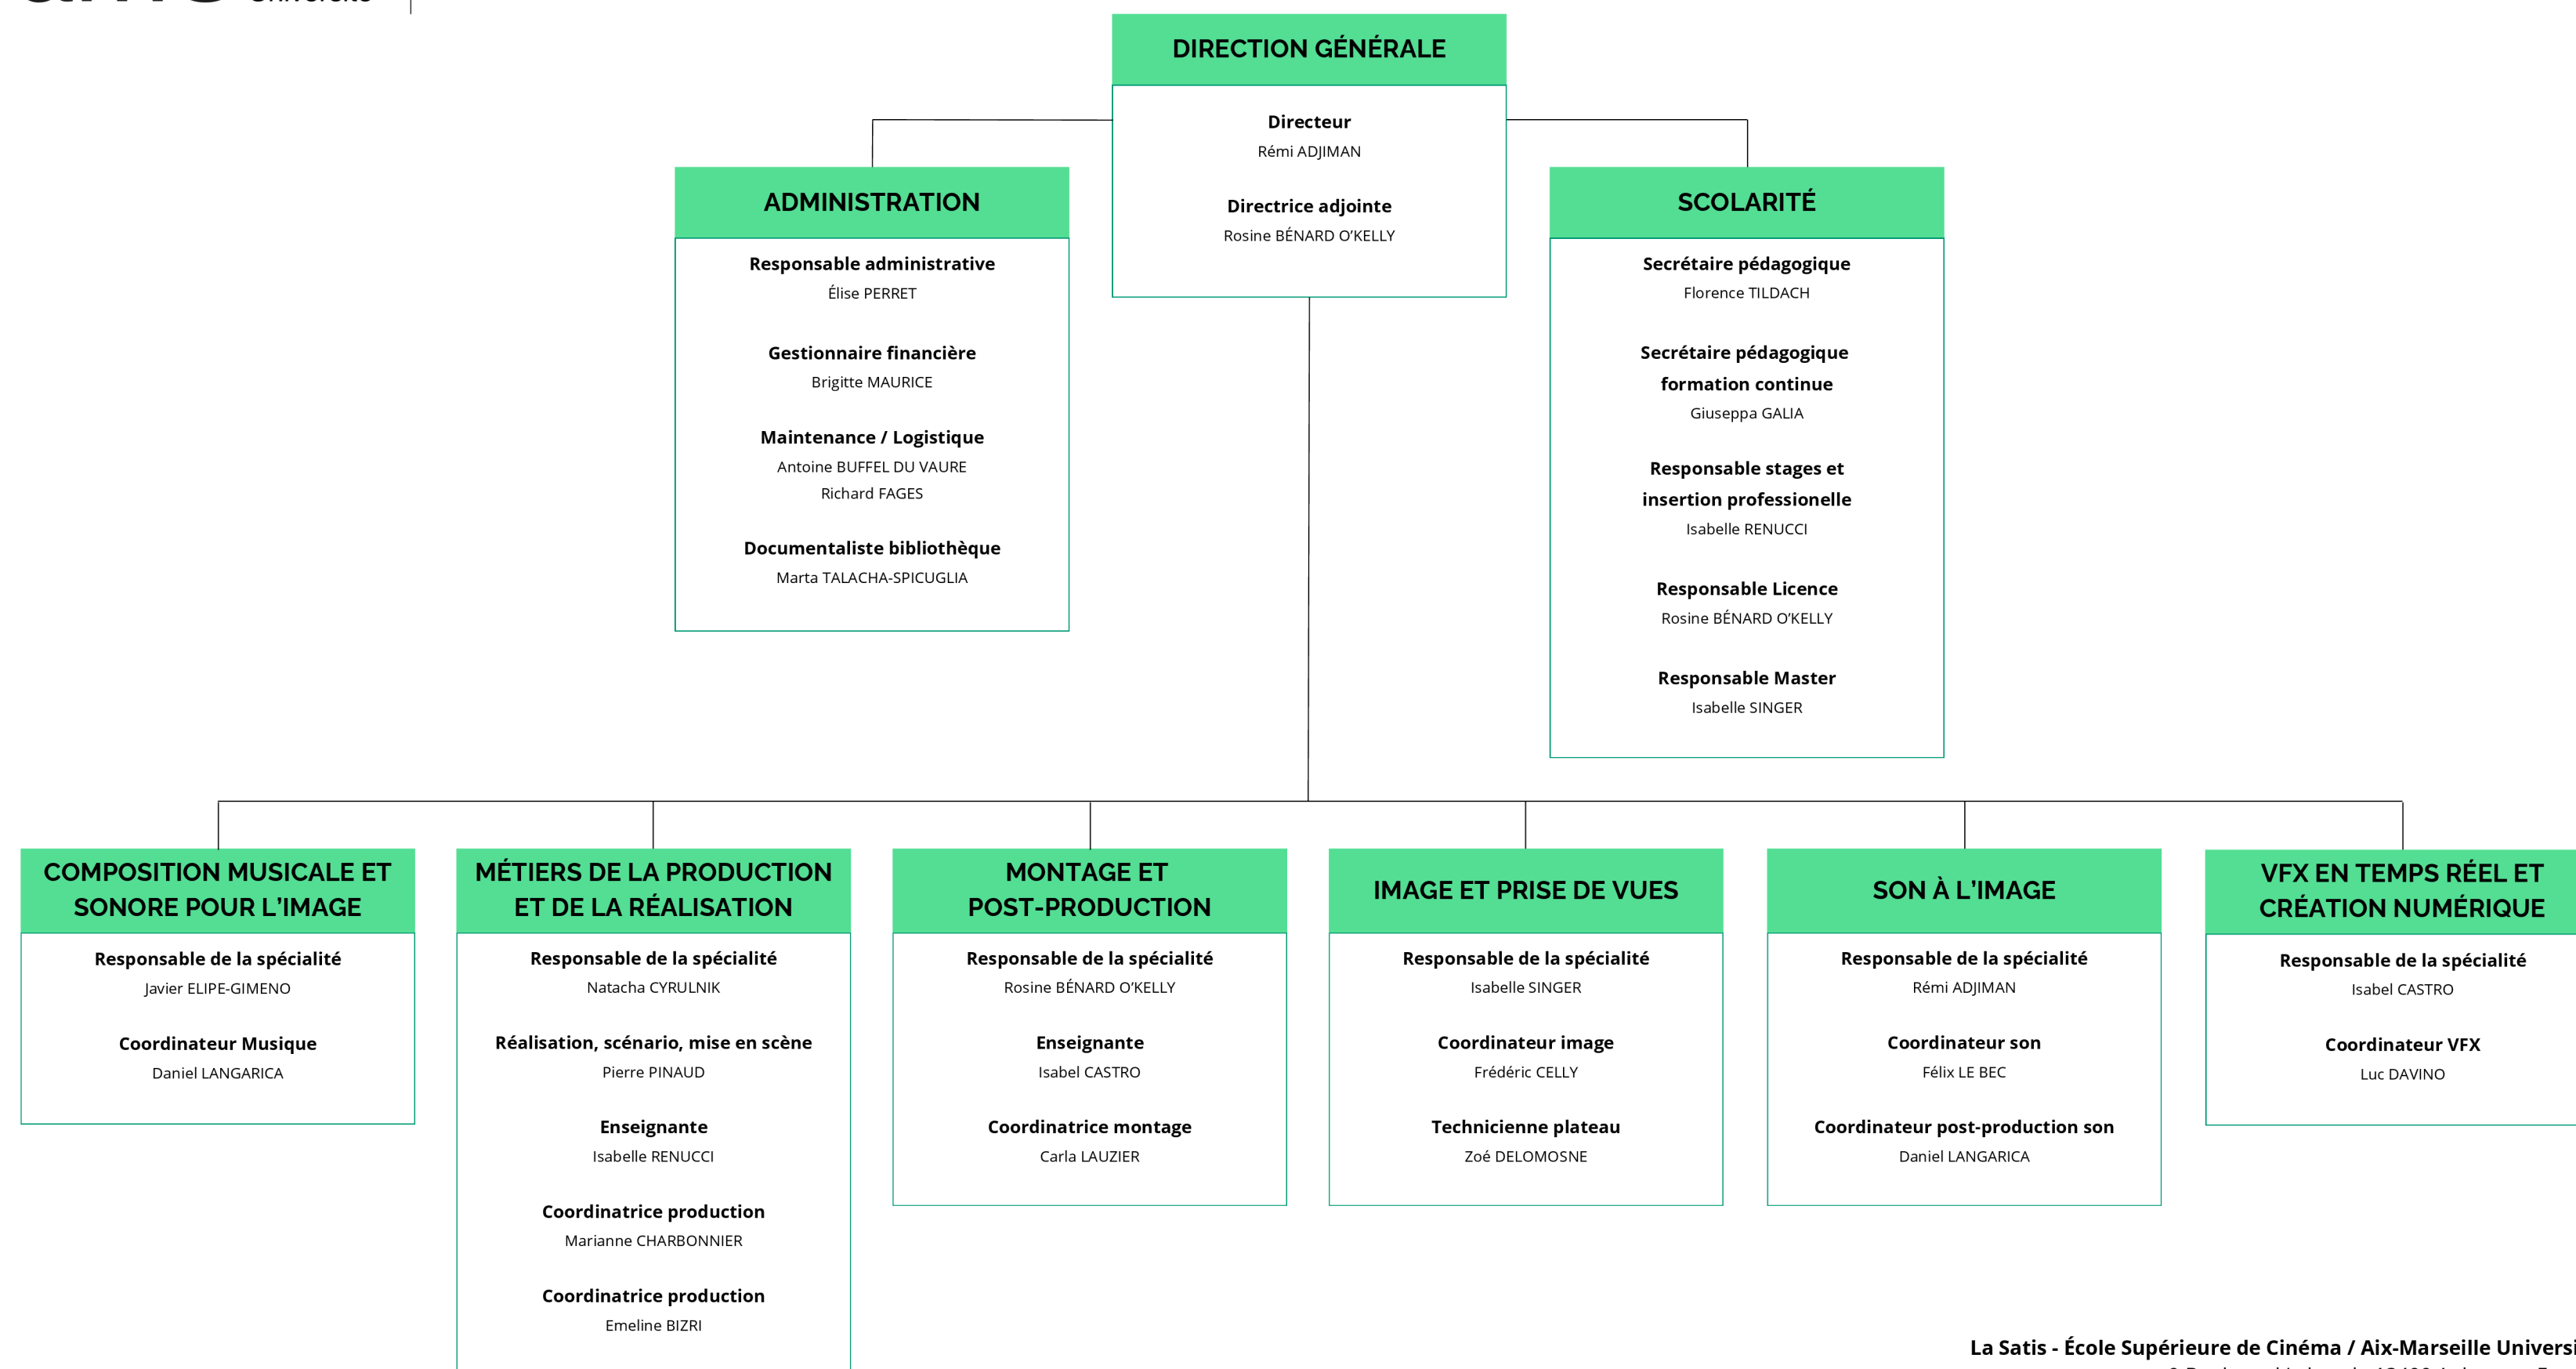 DIRECTION GÉNÉRALE
Directeur
Rémi ADJIMAN
Directrice adjointe
Rosine BÉNARD O’KELLY
ADMINISTRATION
Responsable administrative
Élise PERRET
Gestionnaire financière
Brigitte MAURICE
Maintenance / Logistique
Antoine BUFFEL DU VAURE
Richard FAGES
Documentaliste bibliothèque
Marta TALACHA-SPICUGLIA
SCOLARITÉ
Secrétaire pédagogique
Florence TILDACH
Secrétaire pédagogique
formation continue
Giuseppa GALIA
Responsable stages et
insertion professionelle
Isabelle RENUCCI
Responsable Licence
Rosine BÉNARD O’KELLY
Responsable Master
Isabelle SINGER
COMPOSITION MUSICALE ET
SONORE POUR L’IMAGE
Responsable de la spécialité
Javier ELIPE-GIMENO
Coordinateur Musique
Daniel LANGARICA
MÉTIERS DE LA PRODUCTION
ET DE LA RÉALISATION
Responsable de la spécialité
Natacha CYRULNIK
Réalisation, scénario, mise en scène
Pierre PINAUD
Enseignante
Isabelle RENUCCI
Coordinatrice production
Marianne CHARBONNIER
Coordinatrice production
Emeline BIZRI
MONTAGE ET
POST-PRODUCTION
Responsable de la spécialité
Rosine BÉNARD O’KELLY
Enseignante
Isabel CASTRO
Coordinatrice montage
Carla LAUZIER
IMAGE ET PRISE DE VUES
Responsable de la spécialité
Isabelle SINGER
Coordinateur image
Frédéric CELLY
Technicienne plateau
Zoé DELOMOSNE
SON À L’IMAGE
Responsable de la spécialité
Rémi ADJIMAN
Coordinateur son
Félix LE BEC
Coordinateur post-production son
Daniel LANGARICA
VFX EN TEMPS RÉEL ET
CRÉATION NUMÉRIQUE
Responsable de la spécialité
Isabel CASTRO
Coordinateur VFX
Luc DAVINO
La Satis - École Supérieure de Cinéma / Aix-Marseille Universi